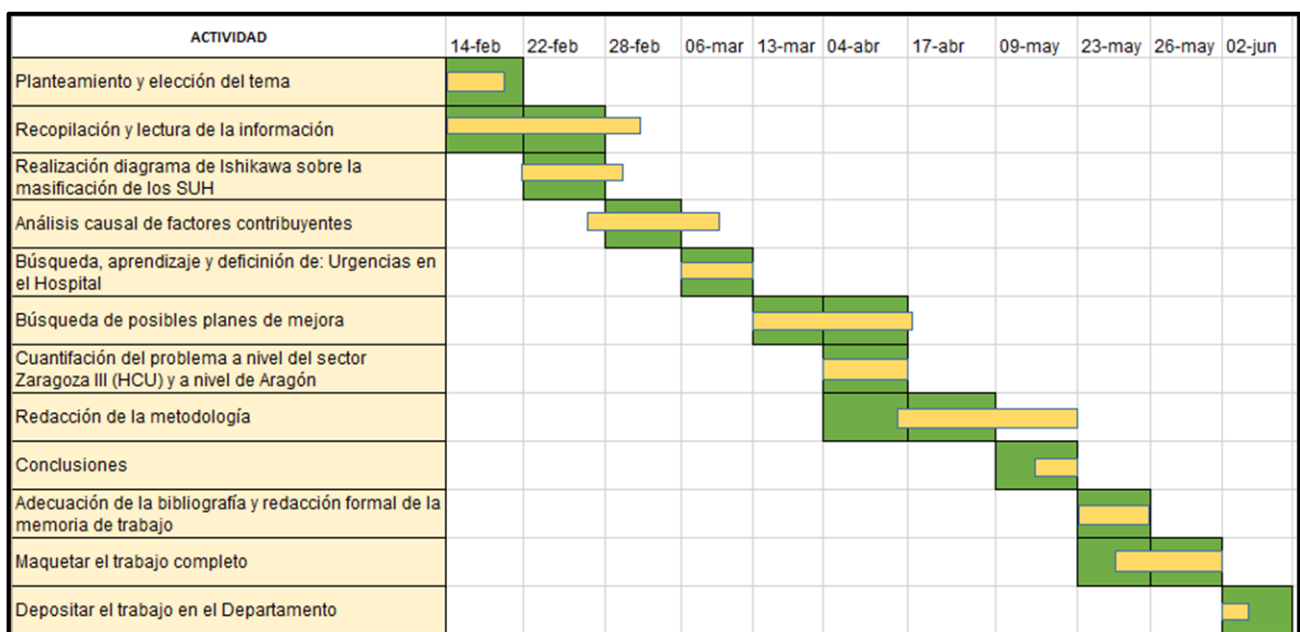 ACTIVIDAD
14-feb 22-feb 28-feb 06-mar 13-mar 04-abr 17-abr 09-may 23-may 26-may 02-jun
Planteamiento y elección del tema
Recopilación y lectura de la información
Realización diagrama de Ishikawa sobre la
masificación de los SUH
Análisis causal de factores contribuyentes
Búsqueda, aprendizaje y deficinión de: Urgencias en
el Hospital
Búsqueda de posibles planes de mejora
Cuantifación del problema a nivel del sector
Zaragoza III (HCU) y a nivel de Aragón
Redacción de la metodología
Conclusiones
Adecuación de la bibliografía y redacción formal de la
memoria de trabajo
Maquetar el trabajo completo
Depositar el trabajo en el Departamento